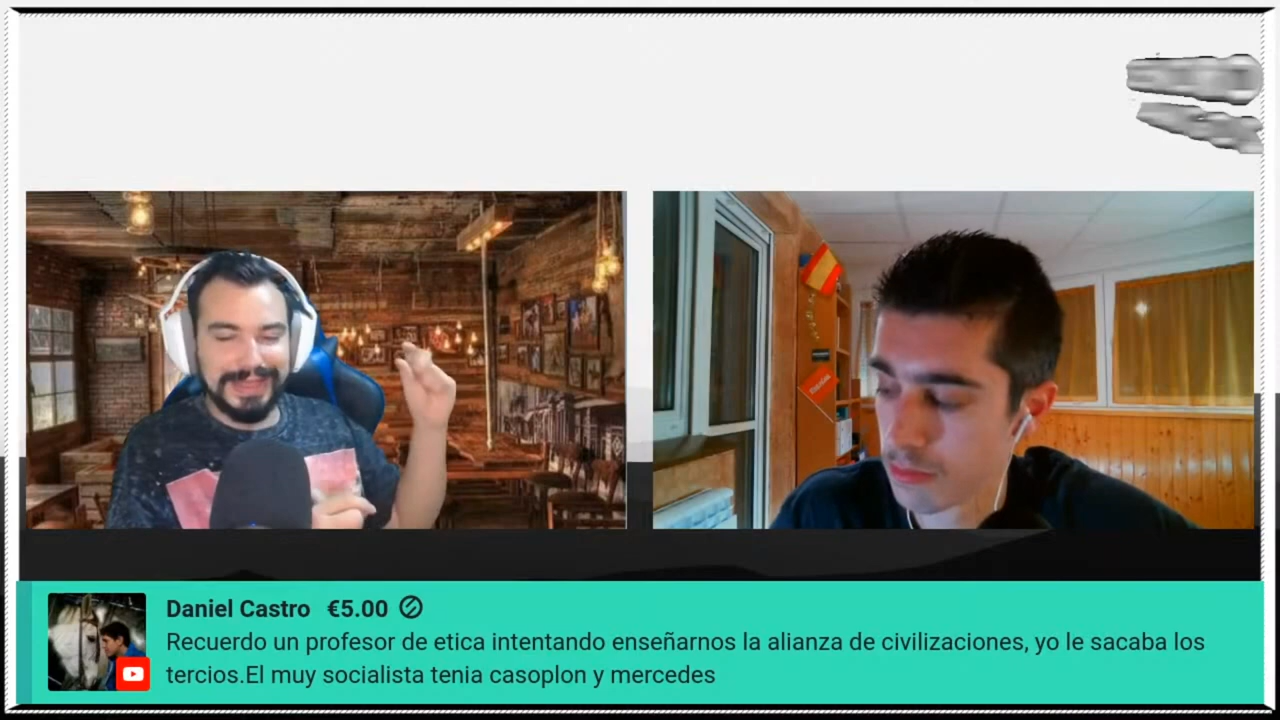 Daniel Castro €5.00
Recuerdo un profesor de etica intentando enseñarnos la alianza de civilizaciones, yo le sacaba los
tercios.El muy socialista tenia casoplon y mercedes